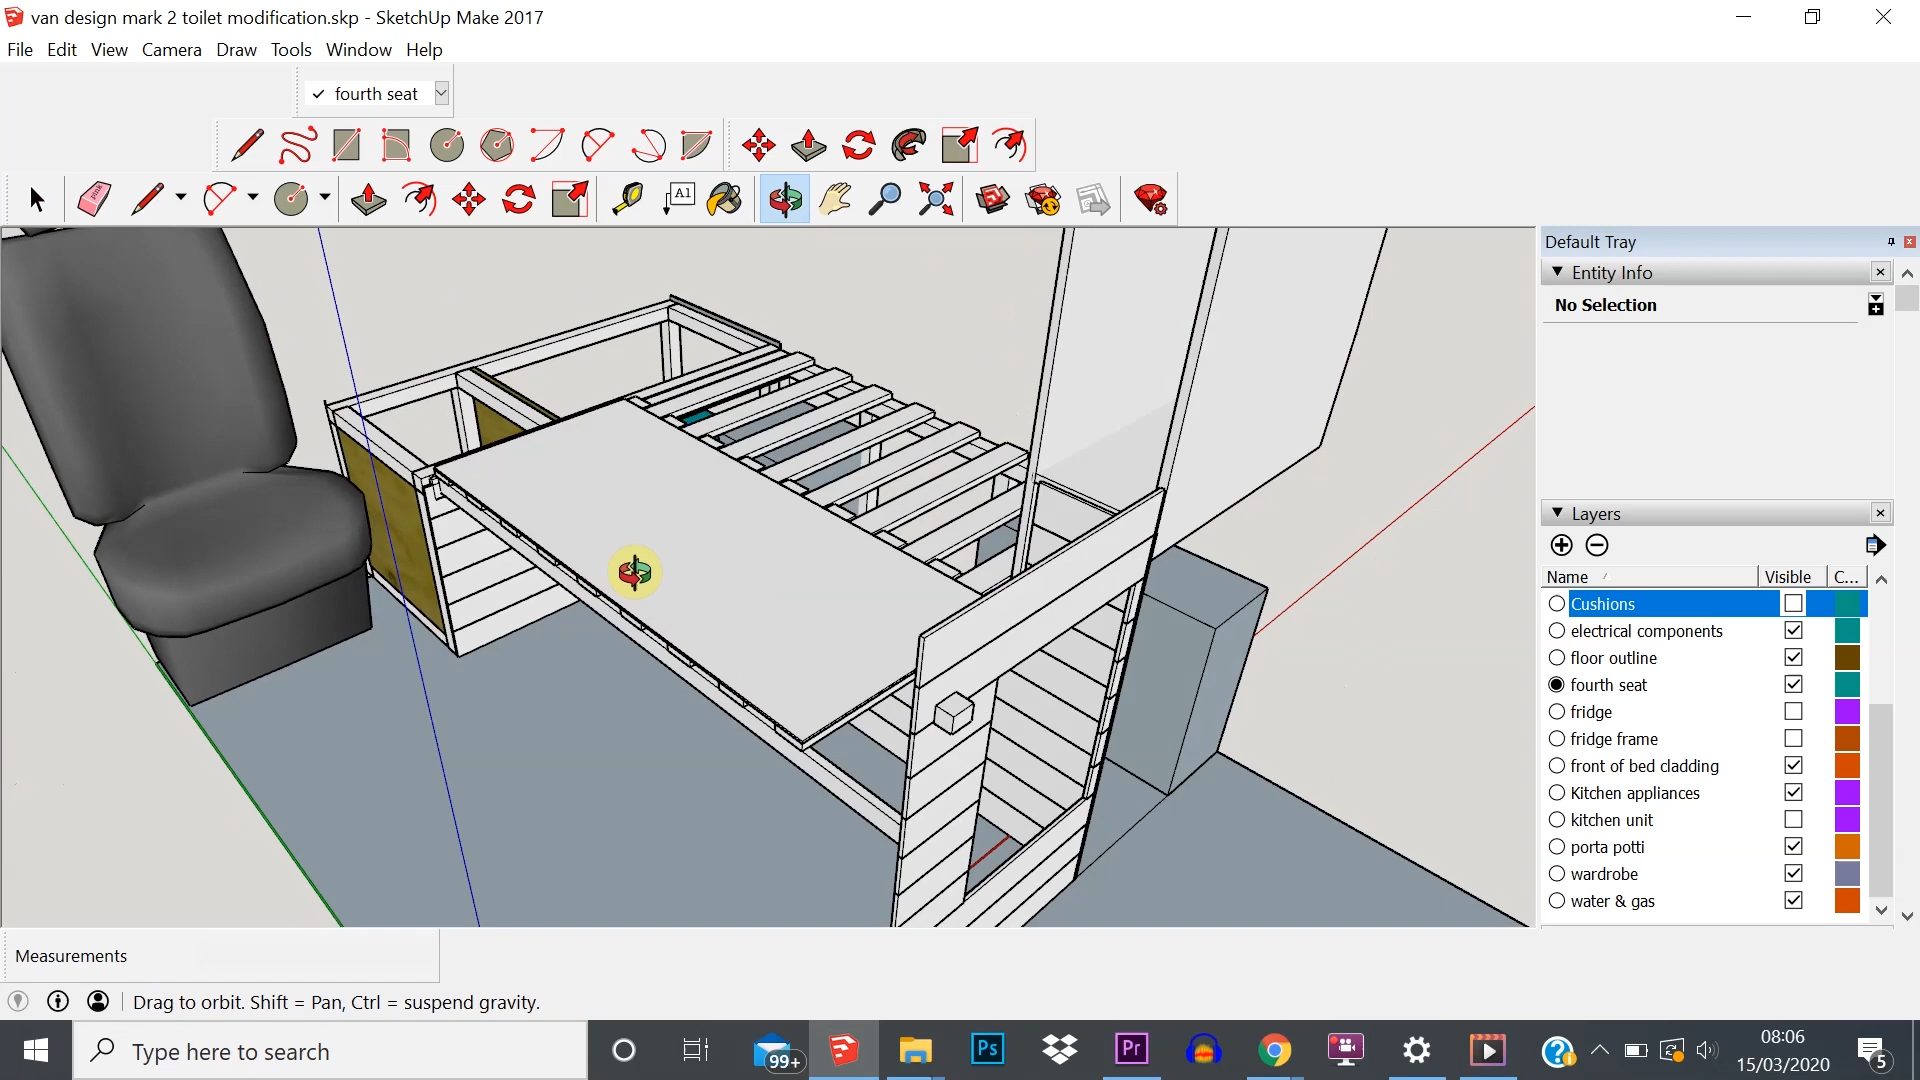 van design mark 2 toilet modification.skp - SketchUp Make 2017
File Edit View Camera Draw Tools Window Help
fourth seat
A1
Default Tray
Entity Info
No Selection
Layers
Name Visible C...
Cushions
electrical components
floor outline
fourth seat
fridge
fridge frame
front of bed cladding
Kitchen appliances
kitchen unit
porta potti
wardrobe
water & gas
Measurements
Drag to orbit. Shift = Pan, Ctrl = suspend gravity.
Type here to search
99+
Ps
Pr
08:06
15/03/2020
5